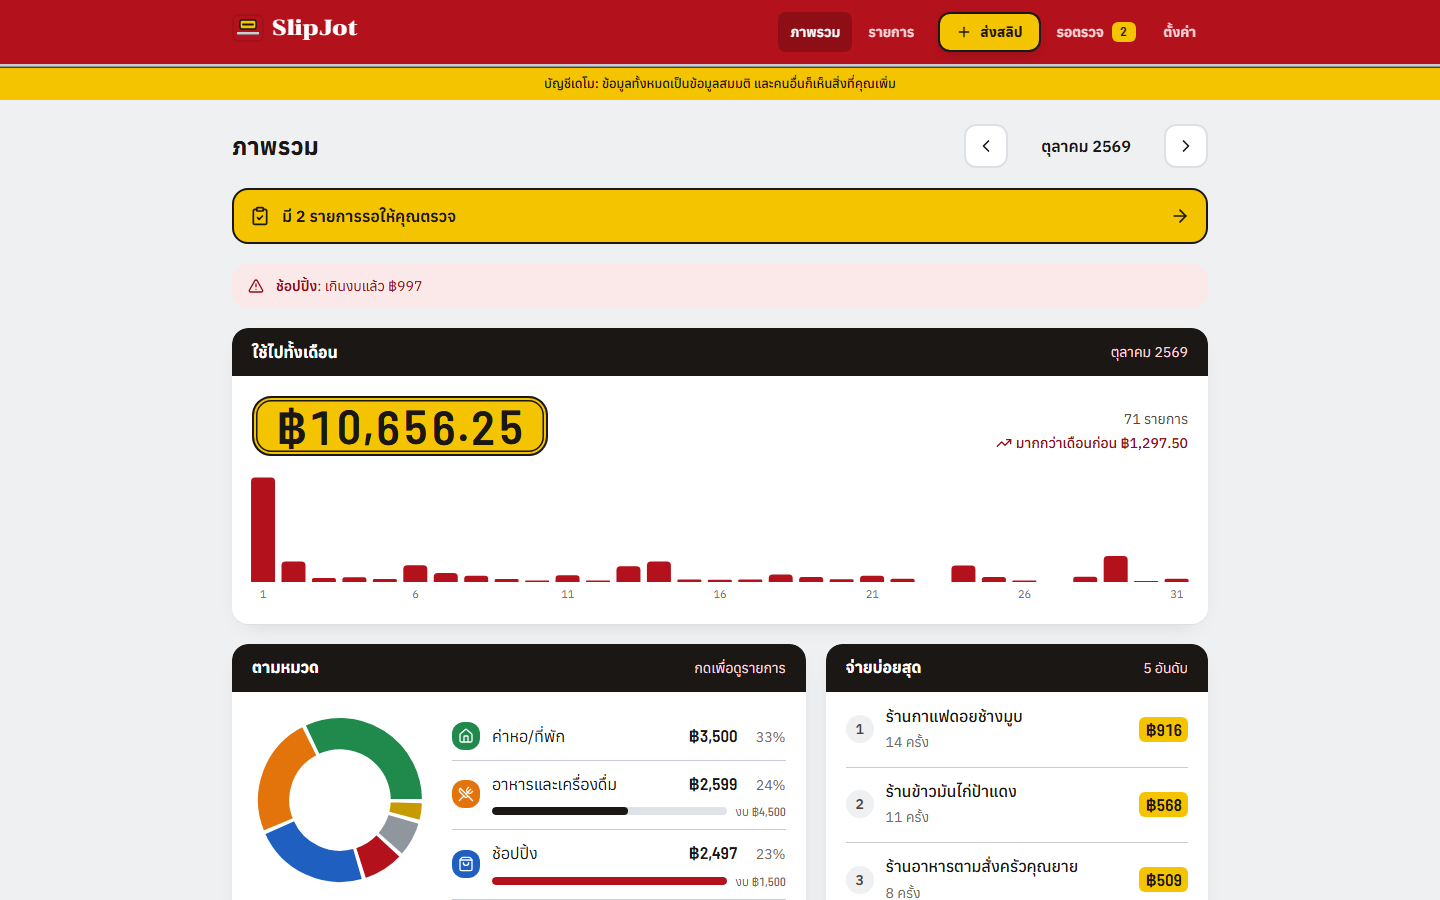 SlipJot
ภาพรวม
รายการ
ส่งสลิป
รอตรวจ 2
ตั้งค่า
บัญชีเดโม: ข้อมูลทั้งหมดเป็นข้อมูลสมมติ และคนอื่นก็เห็นสิ่งที่คุณเพิ่ม
ภาพรวม
ตุลาคม 2569
มี 2 รายการรอให้คุณตรวจ
ช้อปปิ้ง: เกินงบแล้ว ฿997
ใช้ไปทั้งเดือน
ตุลาคม 2569
฿10,656.25
71 รายการ
มากกว่าเดือนก่อน ฿1,297.50
1 6 11 16 21 26 31
ตามหมวด
กดเพื่อดูรายการ
ค่าหอ/ที่พัก ฿3,500 33%
อาหารและเครื่องดื่ม ฿2,599 24%
งบ ฿4,500
ช้อปปิ้ง ฿2,497 23%
งบ ฿1,500
จ่ายบ่อยสุด
5 อันดับ
1 ร้านกาแฟดอยช้างมูบ ฿916
14 ครั้ง
2 ร้านข้าวมันไก่ป้าแดง ฿568
11 ครั้ง
3 ร้านอาหารตามสั่งครัวคุณยาย ฿509
8 ครั้ง